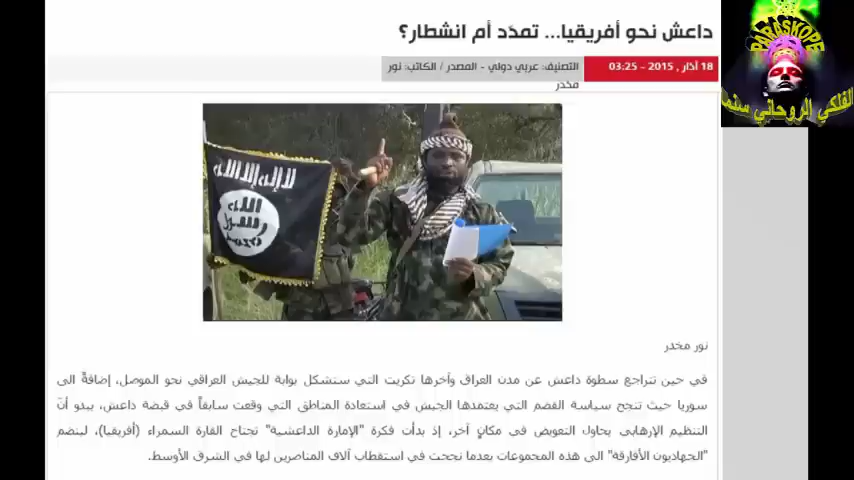 داعش نحو أفريقيا... تمدّد أم انشطار؟
18 آذار , 2015 - 03:25
التصنيف: عربي دولي - المصدر / الكاتب: نور مخدر
PARASKOPE
الفلكي الروحاني
لا إله إلا الله
الله
رسول
محمد
نور مخدر
في حين تتراجع سطوة داعش عن مدن العراق وآخرها تكريت التي ستشكل بوابة للجيش العراقي نحو الموصل، إضافةً الى
سوريا حيث تنجح سياسة القضم التي يعتمدها الجيش في استعادة المناطق التي وقعت سابقاً في قبضة داعش، يبدو أنّ
التنظيم الإرهابي يحاول التعويض في مكانٍ آخر، إذ بدأت فكرة "الإمارة الداعشية" تجتاح القارة السمراء (أفريقيا)، لينضم
"الجهاديون الأفارقة" الى هذه المجموعات بعدما نجحت في استقطاب آلاف المناصرين لها في الشرق الأوسط.